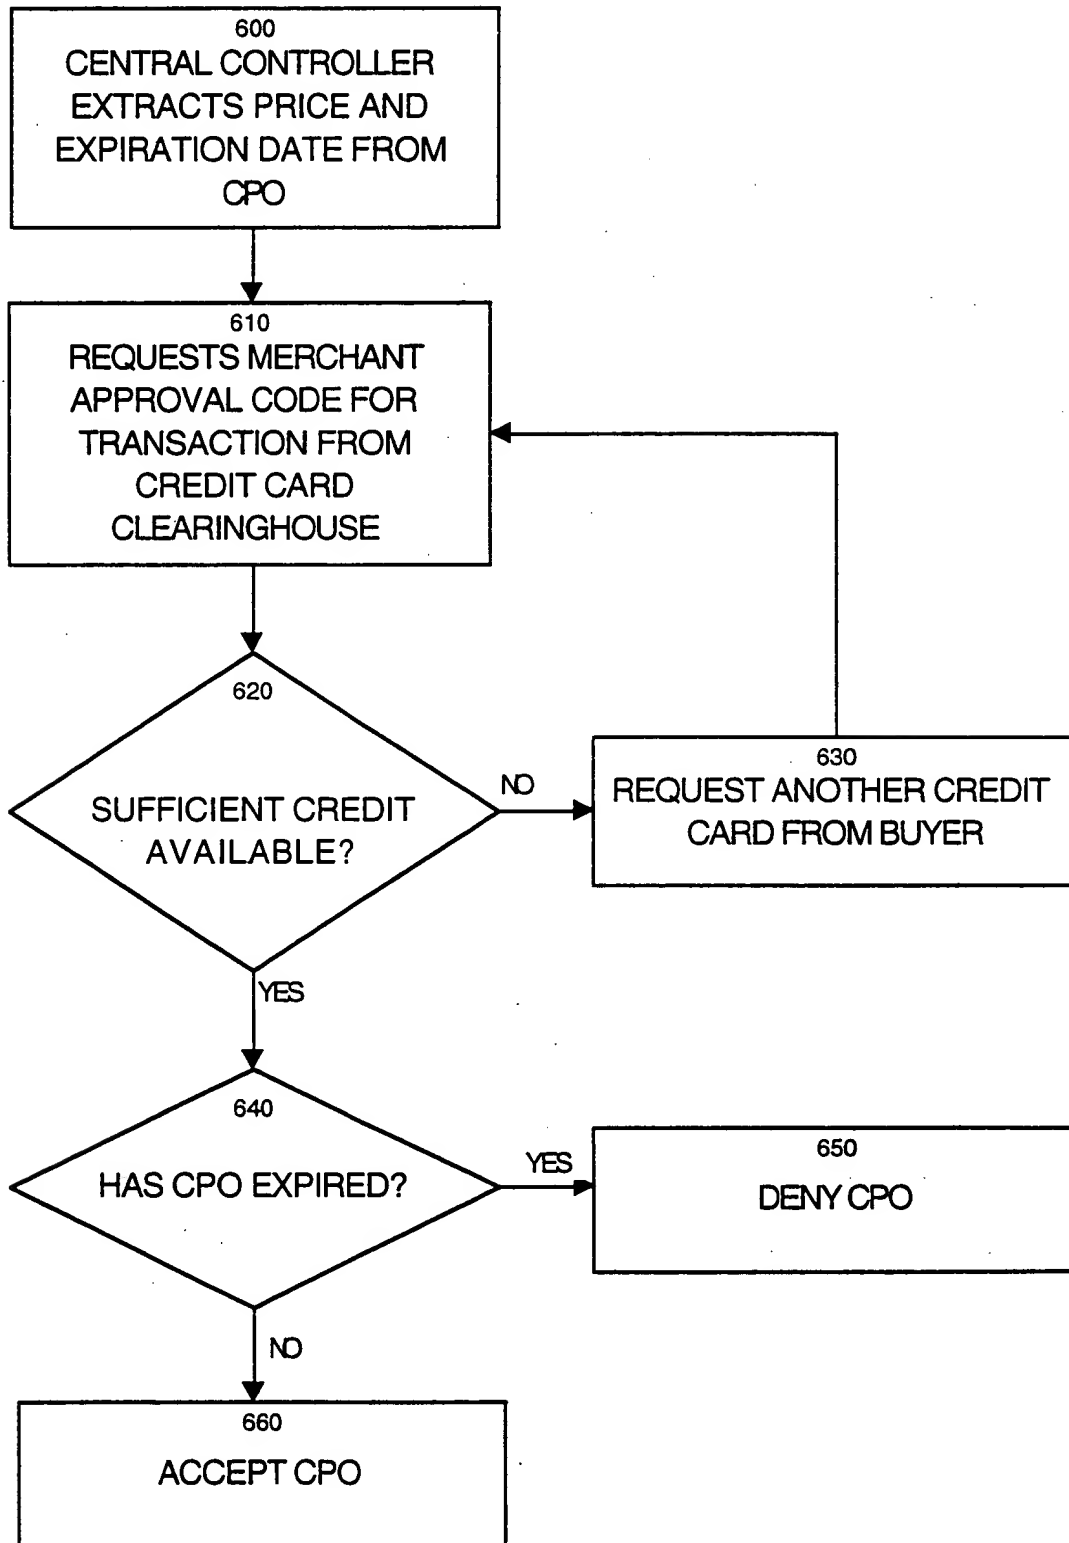 600
CENTRAL CONTROLLER
EXTRACTS PRICE AND
EXPIRATION DATE FROM
CPO
610
REQUESTS MERCHANT
APPROVAL CODE FOR
TRANSACTION FROM
CREDIT CARD
CLEARINGHOUSE
620
SUFFICIENT CREDIT
AVAILABLE?
NO
630
REQUEST ANOTHER CREDIT
CARD FROM BUYER
YES
640
HAS CPO EXPIRED?
YES
650
DENY CPO
NO
660
ACCEPT CPO